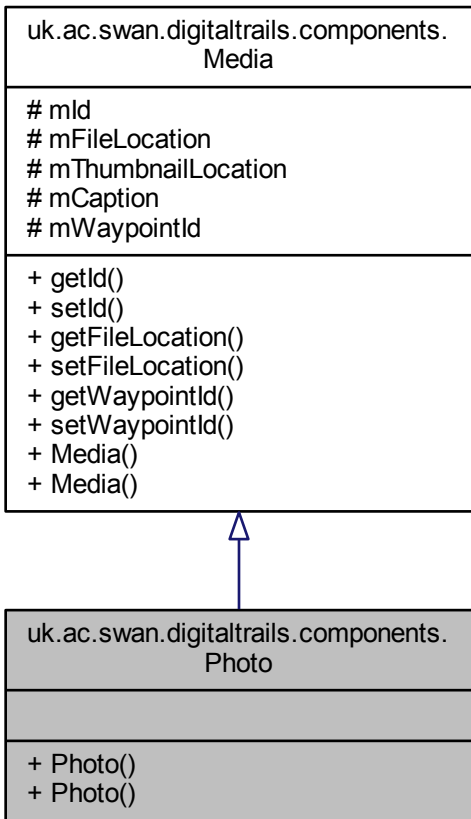 uk.ac.swan.digitaltrails.components.
Media
# mId
# mFileLocation
# mThumbnailLocation
# mCaption
# mWaypointId
+ getId()
+ setId()
+ getFileLocation()
+ setFileLocation()
+ getWaypointId()
+ setWaypointId()
+ Media()
+ Media()
uk.ac.swan.digitaltrails.components.
Photo
+ Photo()
+ Photo()